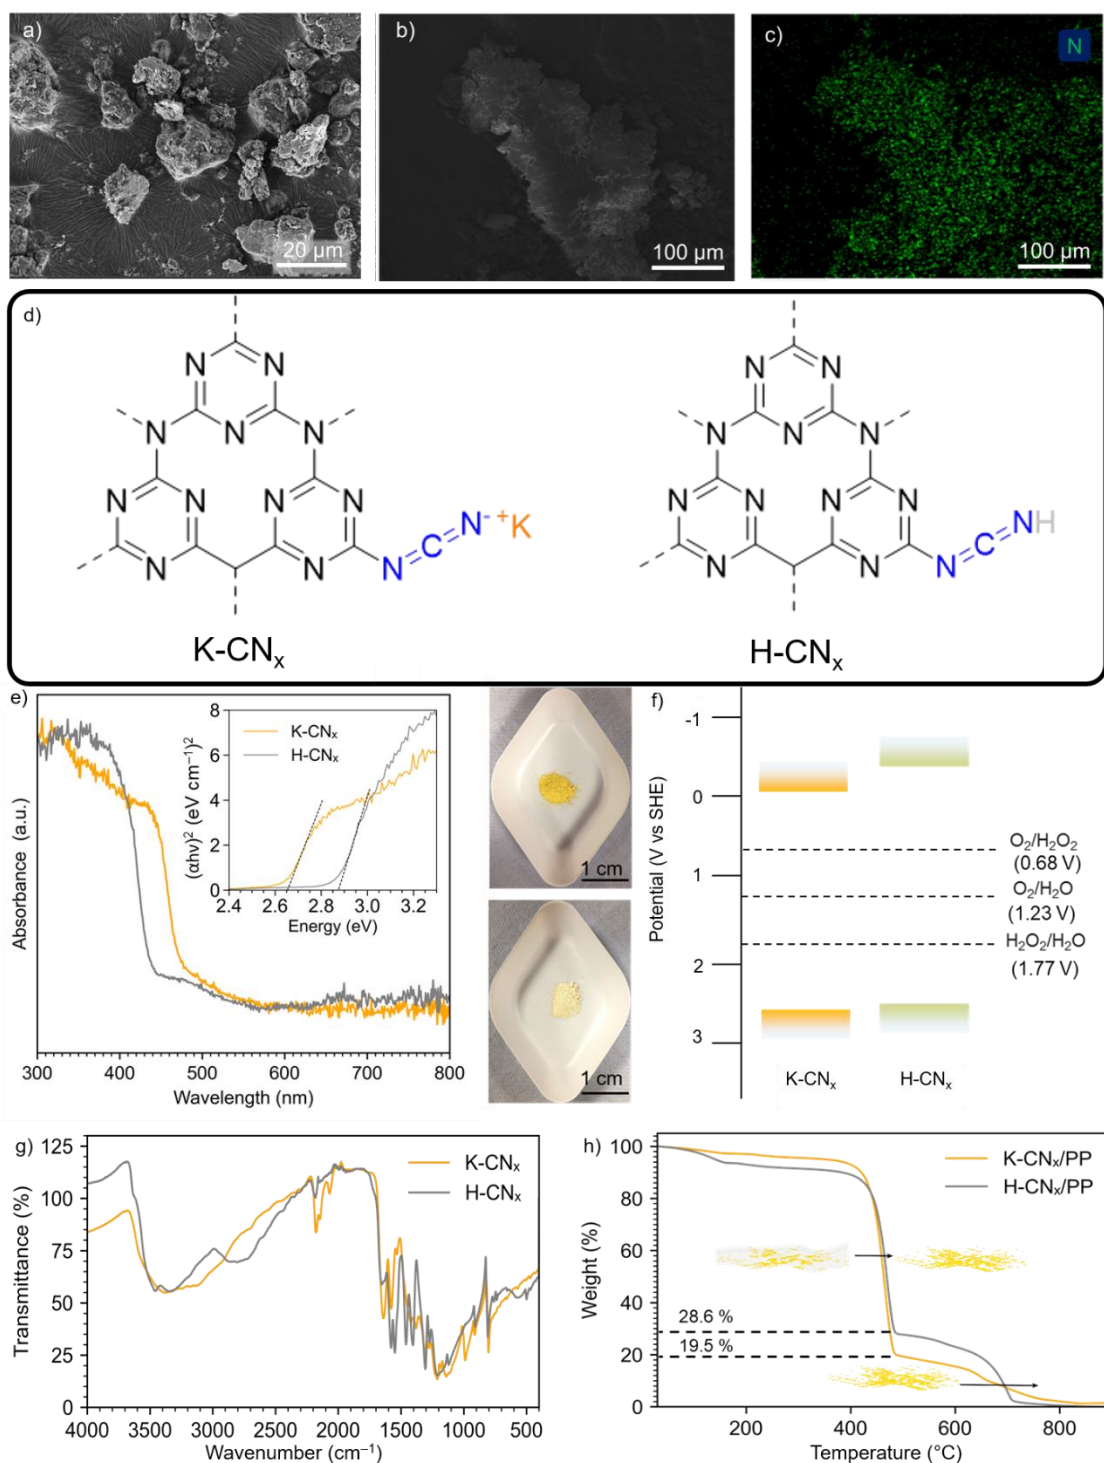 a)
20 µm
b)
100 µm
c)
N
100 µm
d)
N N
N
N N
N N N N
N N
N=C=N⁻ ⁺K
K-CNₓ
N N
N
N N
N N N N
N N
N=C=NH
H-CNₓ
e)
Absorbance (a.u.)
300 400 500 600 700 800
Wavelength (nm)
(αhν)² (eV cm⁻¹)²
8
6
4
2
0
K-CNₓ
H-CNₓ
2.4 2.6 2.8 3.0 3.2
Energy (eV)
1 cm
1 cm
f)
Potential (V vs SHE)
-1
0
1
2
3
O₂/H₂O₂
(0.68 V)
O₂/H₂O
(1.23 V)
H₂O₂/H₂O
(1.77 V)
K-CNₓ
H-CNₓ
g)
Transmittance (%)
125
100
75
50
25
0
K-CNₓ
H-CNₓ
4000 3500 3000 2500 2000 1500 1000 500
Wavenumber (cm⁻¹)
h)
Weight (%)
100
80
60
40
20
0
K-CNₓ/PP
H-CNₓ/PP
28.6 %
19.5 %
200 400 600 800
Temperature (°C)